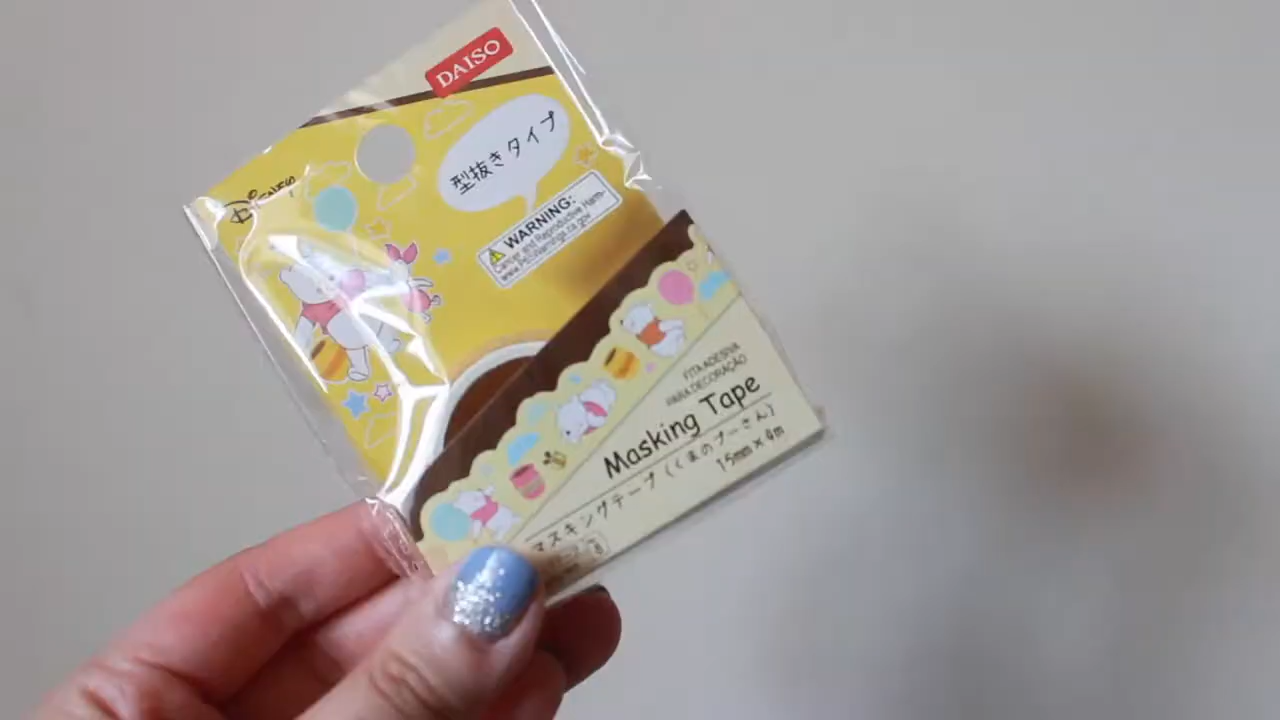 DAISO
Disney
型抜きタイプ
WARNING:
Cancer and Reproductive Harm-
www.P65Warnings.ca.gov
FITA ADESIVA
PARA DECORAÇÃO
Masking Tape
マスキングテープ (くまのプーさん)
15mm×4m